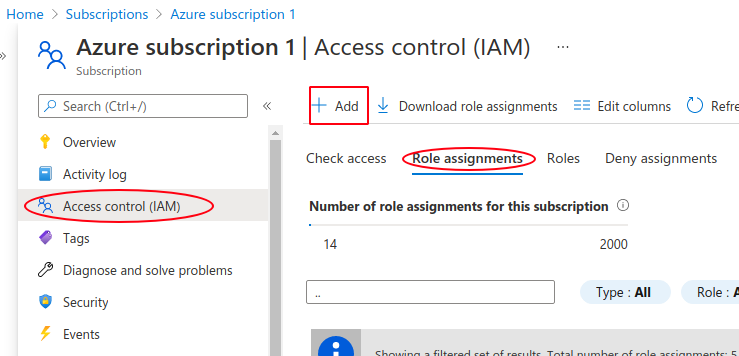 Home > Subscriptions > Azure subscription 1
»
Azure subscription 1 | Access control (IAM) ...
Subscription
Search (Ctrl+/) «
+ Add Download role assignments Edit columns
Overview
Activity log
Access control (IAM)
Tags
Diagnose and solve problems
Security
Events
Check access Role assignments Roles Deny assignments
Number of role assignments for this subscription
14 2000
..
Type : All Role :
Showing a filtered set of results. Total number of role assignments: 5